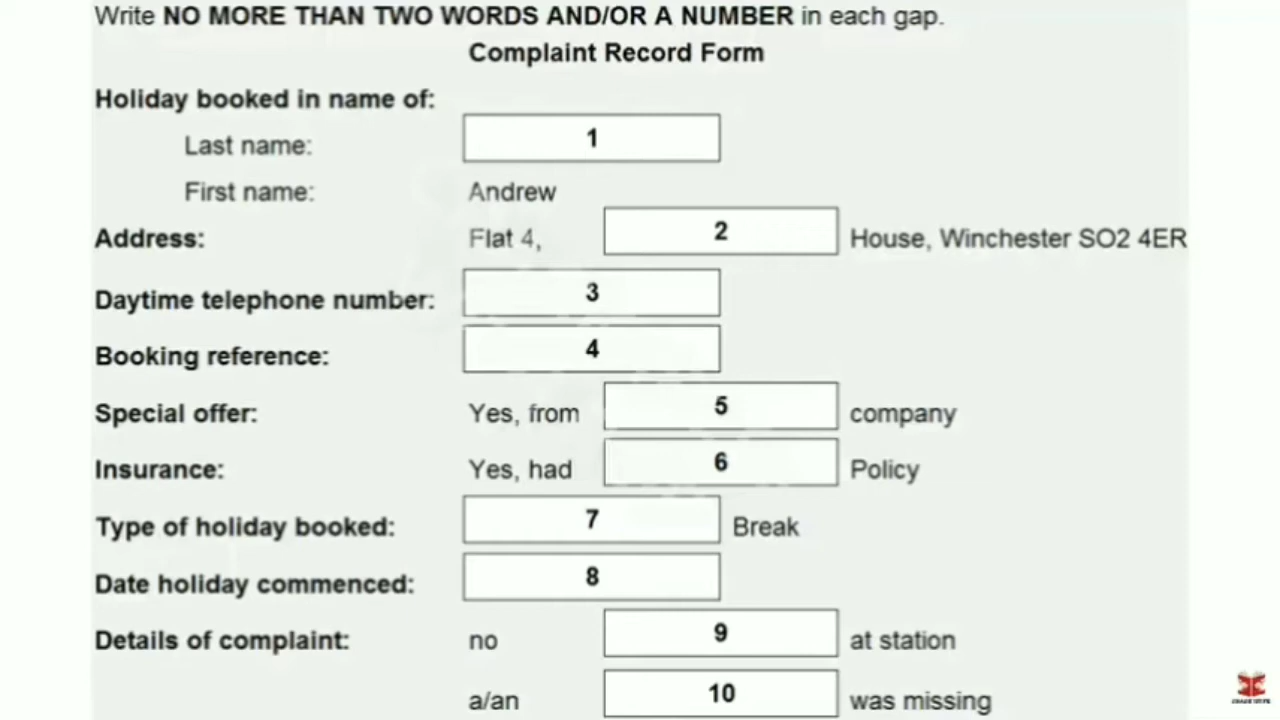 Write NO MORE THAN TWO WORDS AND/OR A NUMBER in each gap.
Complaint Record Form
Holiday booked in name of:
Last name: 1
First name: Andrew
Address: Flat 4, 2 House, Winchester SO2 4ER
Daytime telephone number: 3
Booking reference: 4
Special offer: Yes, from 5 company
Insurance: Yes, had 6 Policy
Type of holiday booked: 7 Break
Date holiday commenced: 8
Details of complaint: no 9 at station
a/an 10 was missing